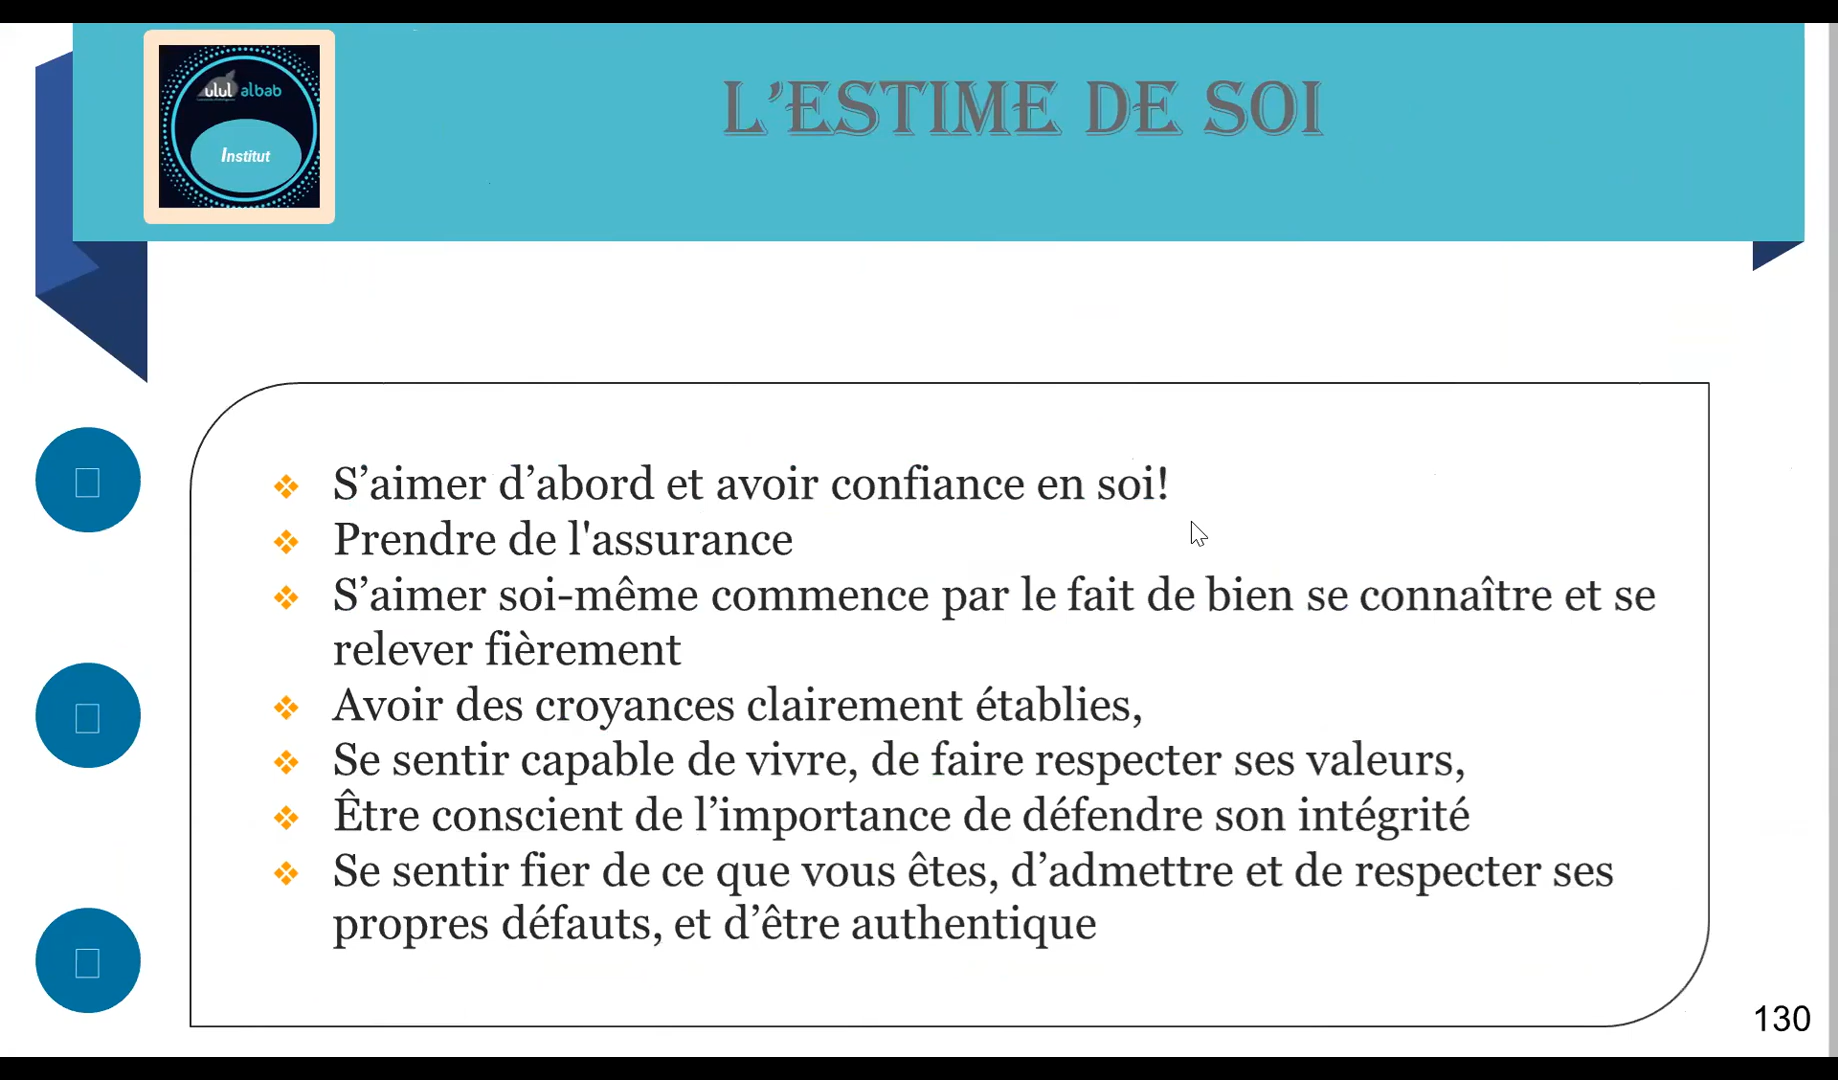 ulul albab
Institut
L’ESTIME DE SOI
S’aimer d’abord et avoir confiance en soi!
Prendre de l'assurance
S’aimer soi-même commence par le fait de bien se connaître et se
relever fièrement
Avoir des croyances clairement établies,
Se sentir capable de vivre, de faire respecter ses valeurs,
Être conscient de l’importance de défendre son intégrité
Se sentir fier de ce que vous êtes, d’admettre et de respecter ses
propres défauts, et d’être authentique
130